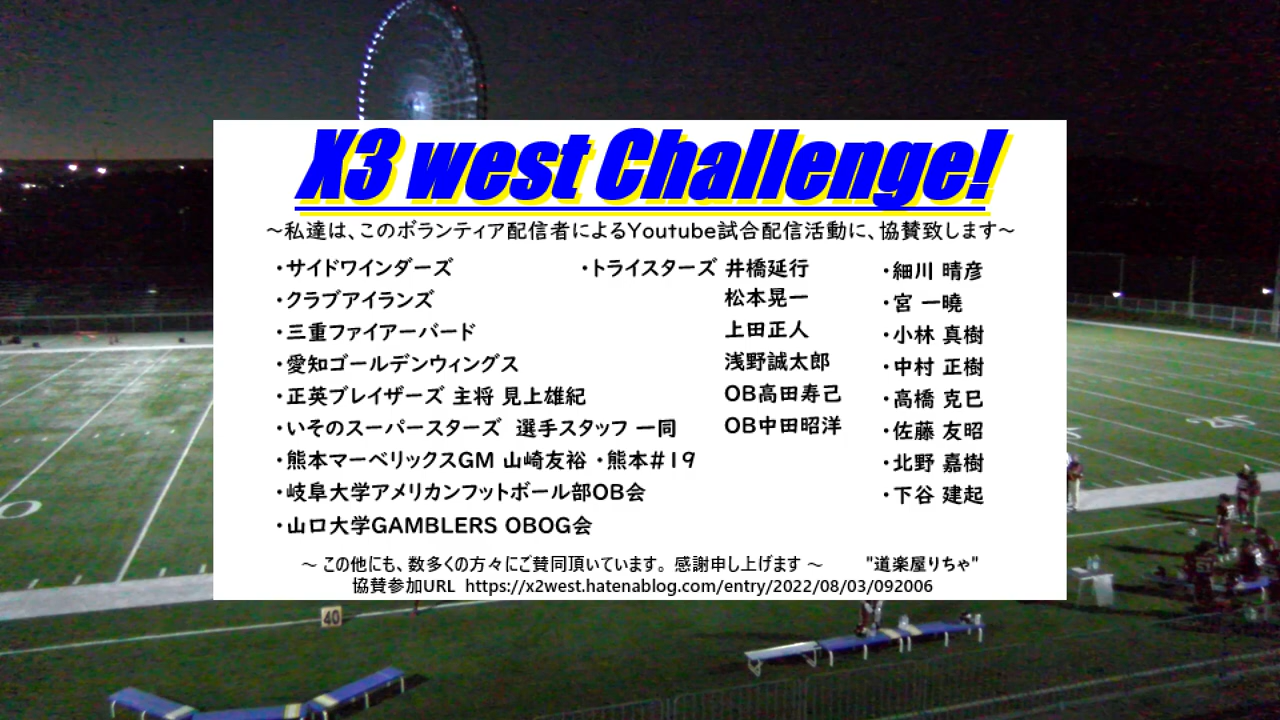 X3 west Challenge!
～私達は、このボランティア配信者によるYoutube試合配信活動に、協賛致します～
・サイドワインダーズ
・クラブアイランズ
・三重ファイアーバード
・愛知ゴールデンウィングス
・正英ブレイザーズ 主将 見上雄紀
・いそのスーパースターズ 選手スタッフ 一同
・熊本マーベリックスGM 山崎友裕 ・熊本#19
・岐阜大学アメリカンフットボール部OB会
・山口大学GAMBLERS OBOG会
・トライスターズ 井橋延行
松本晃一
上田正人
浅野誠太郎
OB高田寿己
OB中田昭洋
・細川 晴彦
・宮 一曉
・小林 真樹
・中村 正樹
・高橋 克巳
・佐藤 友昭
・北野 嘉樹
・下谷 建起
～ この他にも、数多くの方々にご賛同頂いています。感謝申し上げます ～ "道楽屋りちゃ"
協賛参加URL https://x2west.hatenablog.com/entry/2022/08/03/092006
40